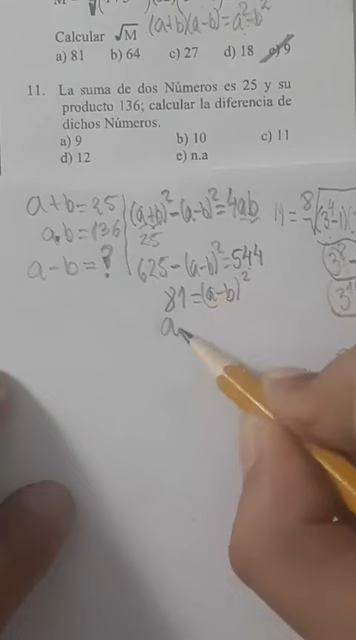 Calcular √M (a+b)(a-b)=a²-b²
a) 81 b) 64 c) 27 d) 18 e) 9
11. La suma de dos Números es 25 y su
producto 136; calcular la diferencia de
dichos Números.
a) 9 b) 10 c) 11
d) 12 e) n.a
a+b=25 (a+b)²-(a-b)²=4ab
a.b=136 25
a-b=? 625-(a-b)²=544
81=(a-b)²
a